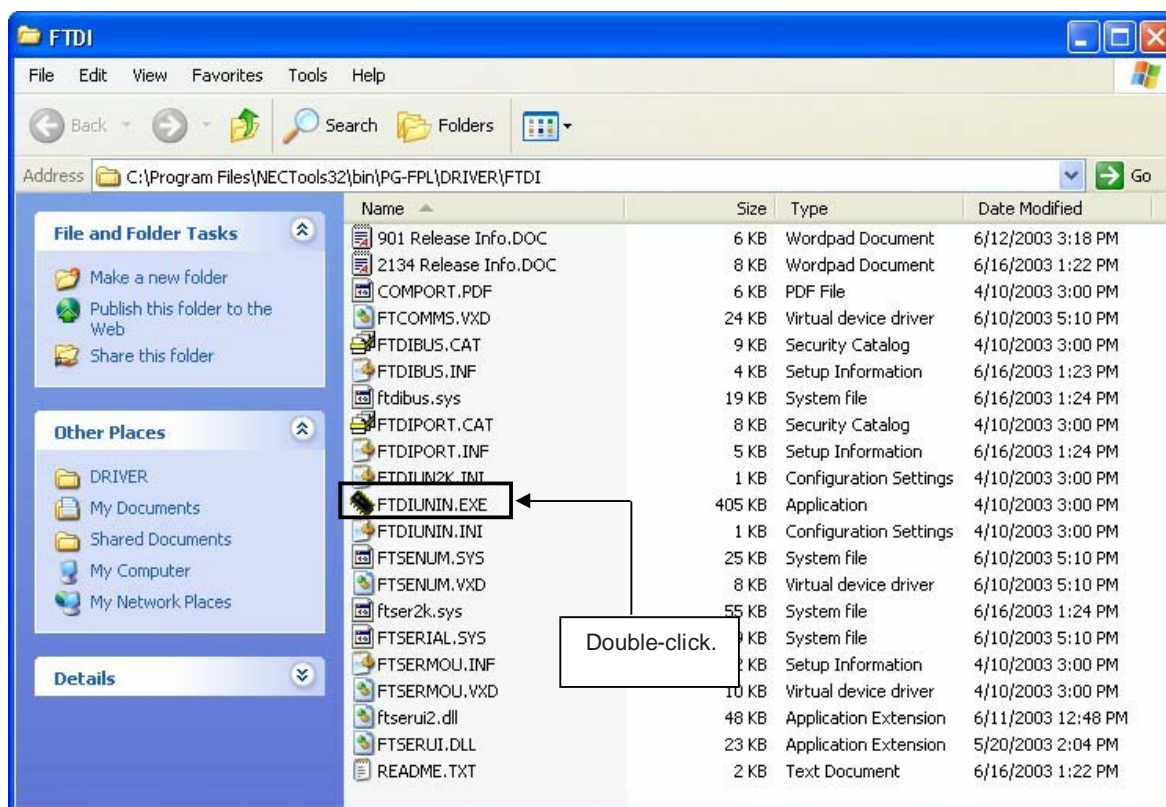 FTDI
File Edit View Favorites Tools Help
Back Search Folders
Address C:\Program Files\NECTools32\bin\PG-FPL\DRIVER\FTDI Go
File and Folder Tasks
Make a new folder
Publish this folder to the
Web
Share this folder
Other Places
DRIVER
My Documents
Shared Documents
My Computer
My Network Places
Details
Name Size Type Date Modified
901 Release Info.DOC 6 KB Wordpad Document 6/12/2003 3:18 PM
2134 Release Info.DOC 8 KB Wordpad Document 6/16/2003 1:22 PM
COMPORT.PDF 6 KB PDF File 4/10/2003 3:00 PM
FTCOMMS.VXD 24 KB Virtual device driver 6/10/2003 5:10 PM
FTDIBUS.CAT 9 KB Security Catalog 4/10/2003 3:00 PM
FTDIBUS.INF 4 KB Setup Information 6/16/2003 1:23 PM
ftdibus.sys 19 KB System file 6/16/2003 1:24 PM
FTDIPORT.CAT 8 KB Security Catalog 4/10/2003 3:00 PM
FTDIPORT.INF 5 KB Setup Information 6/16/2003 1:24 PM
FTDIUN2K.INI 1 KB Configuration Settings 4/10/2003 3:00 PM
FTDIUNIN.EXE 405 KB Application 4/10/2003 3:00 PM
FTDIUNIN.INI 1 KB Configuration Settings 4/10/2003 3:00 PM
FTSENUM.SYS 25 KB System file 6/10/2003 5:10 PM
FTSENUM.VXD 8 KB Virtual device driver 6/10/2003 5:10 PM
ftser2k.sys 55 KB System file 6/16/2003 1:24 PM
FTSERIAL.SYS KB System file 6/10/2003 5:10 PM
Double-click.
FTSERMOU.INF KB Setup Information 4/10/2003 3:00 PM
FTSERMOU.VXD 10 KB Virtual device driver 4/10/2003 3:00 PM
ftserui2.dll 48 KB Application Extension 6/11/2003 12:48 PM
FTSERUI.DLL 23 KB Application Extension 5/20/2003 2:04 PM
README.TXT 2 KB Text Document 6/16/2003 1:22 PM